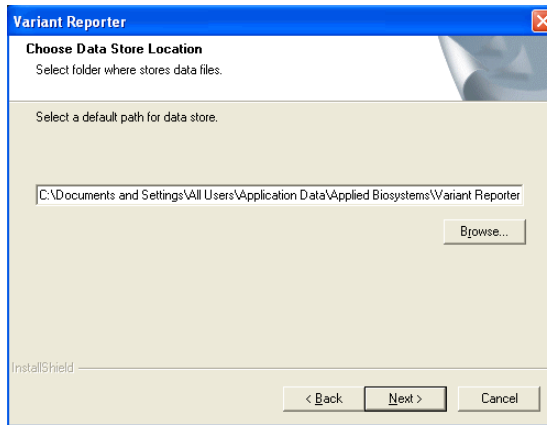 Variant Reporter
Choose Data Store Location
Select folder where stores data files.
Select a default path for data store.
C:\Documents and Settings\All Users\Application Data\Applied Biosystems\Variant Reporter
Browse...
InstallShield
< Back
Next >
Cancel